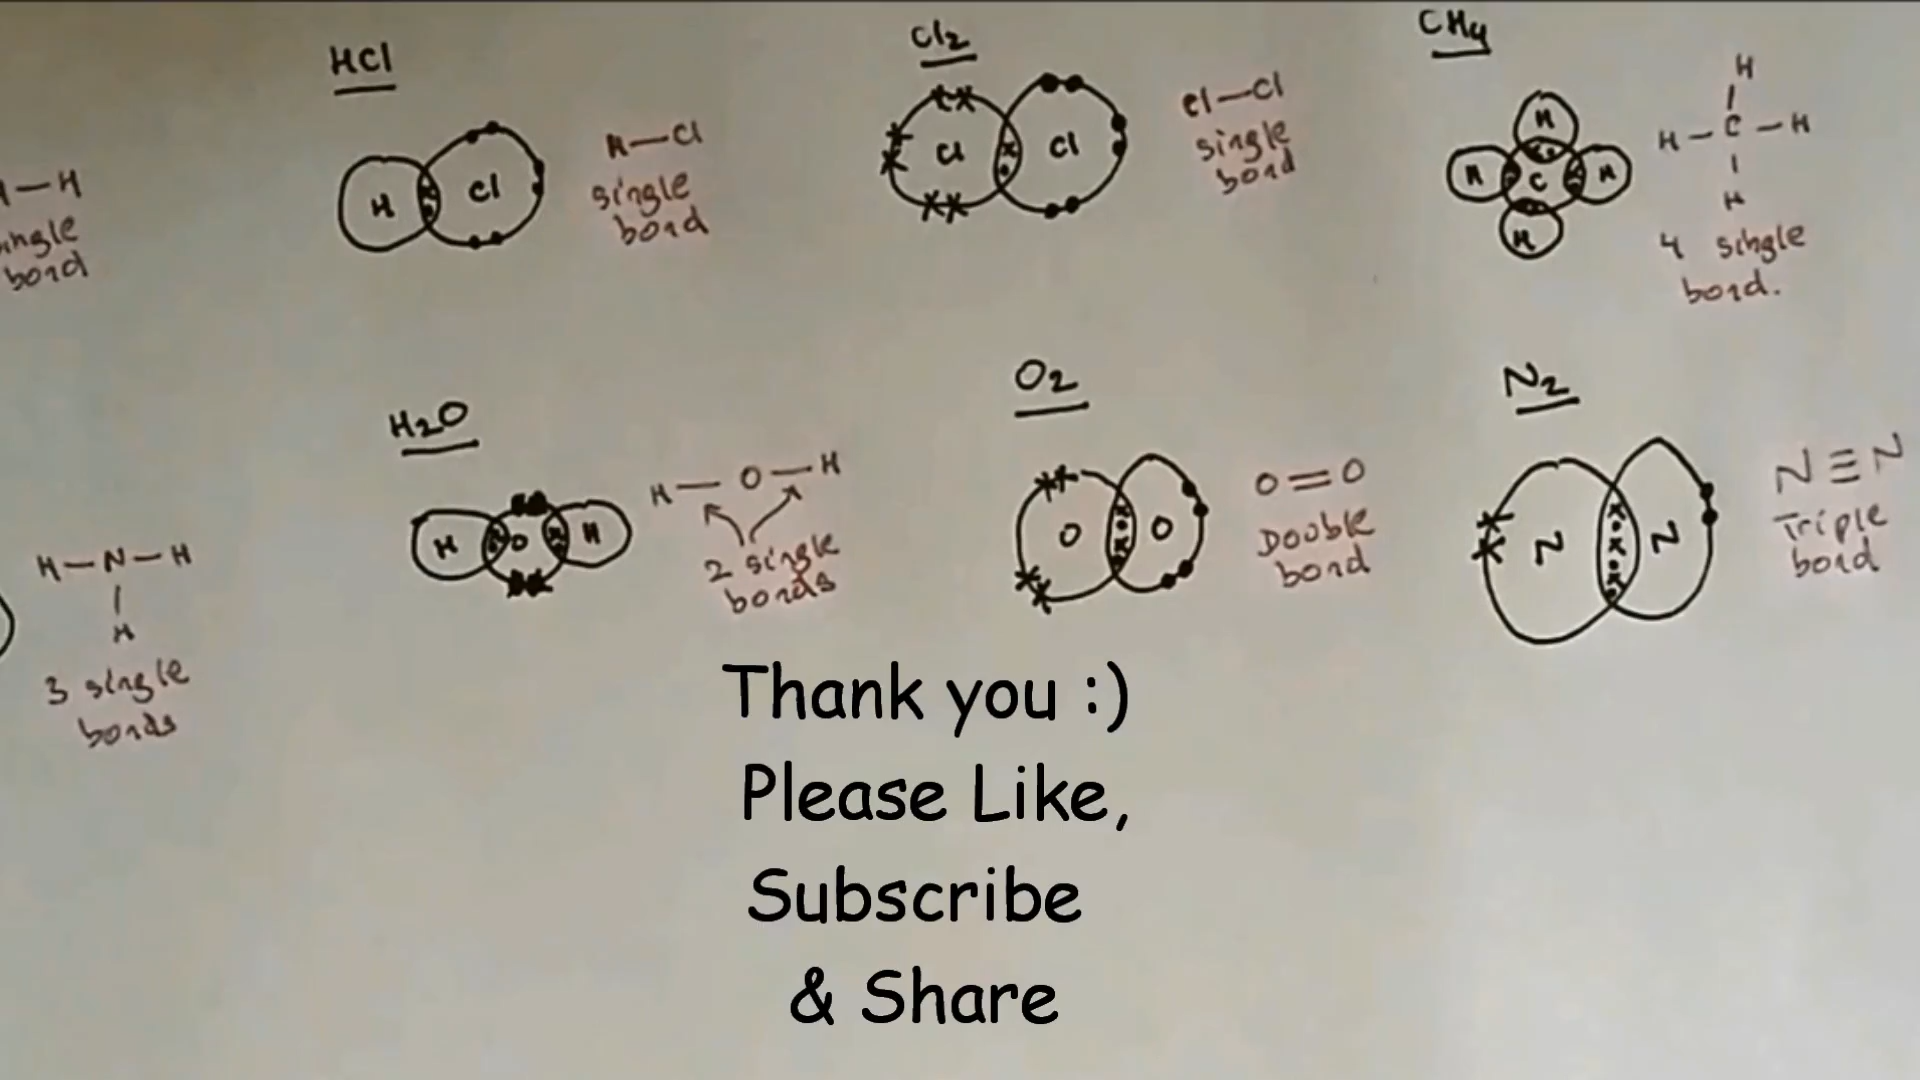 HCl
H
Cl
H—Cl
single
bond
Cl2
Cl
Cl
Cl—Cl
single
bond
CH4
H
H
C
H
H
H
H—C—H
H
4 single
bond.
H—H
single
bond
H2O
H
O
H
H—O—H
2 single
bonds
O2
O
O
O=O
Double
bond
N2
N
N
N≡N
Triple
bond
H—N—H
H
3 single
bonds
Thank you :)
Please Like,
Subscribe
& Share